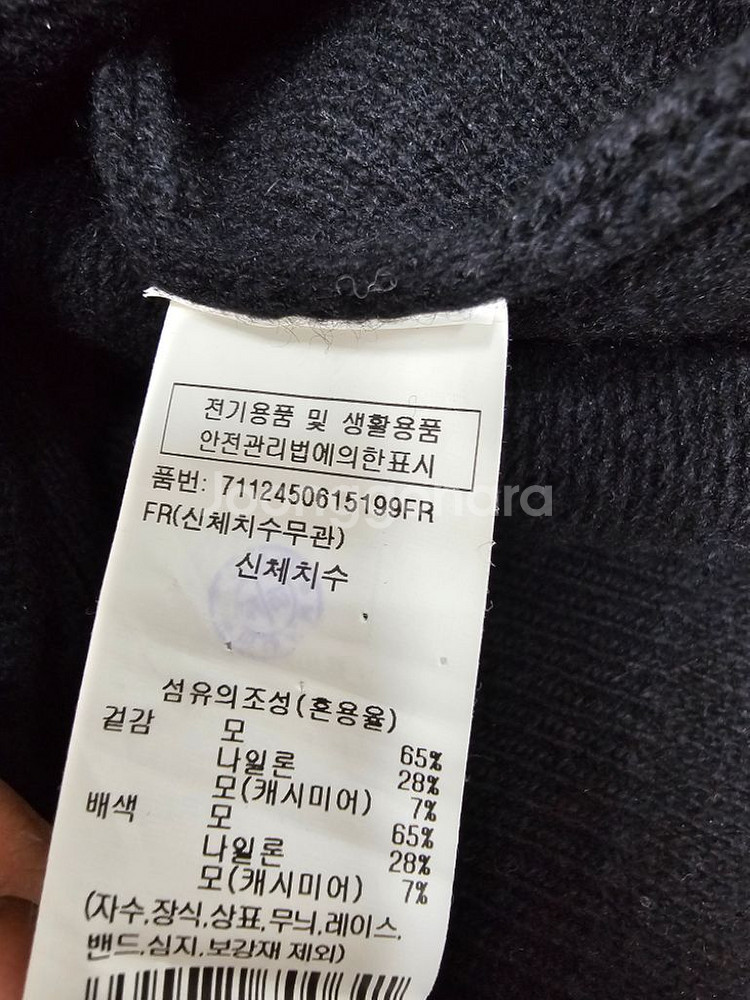 전기용품 및 생활용품
안전관리법에의한표시
품번: 7112450615199FR
FR(신체치수무관)
신체치수
섬유의조성(혼용율)
겉감 모 65%
나일론 28%
모(캐시미어) 7%
배색 모 65%
나일론 28%
모(캐시미어) 7%
(자수,장식,상표,무늬,레이스,
밴드,심지,보강재 제외)